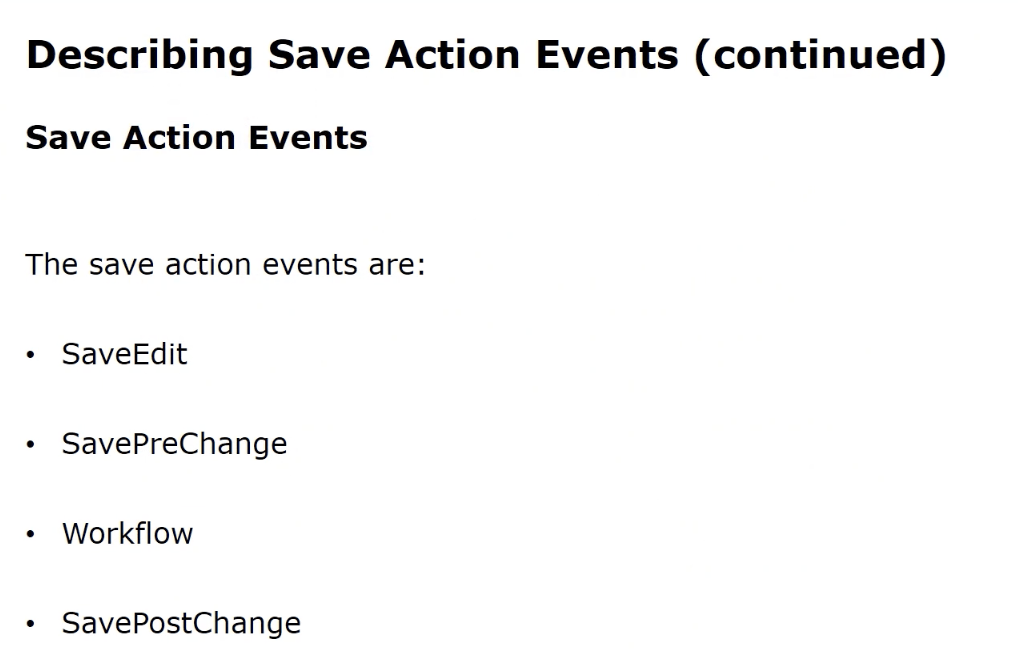 Describing Save Action Events (continued)
Save Action Events
The save action events are:
• SaveEdit
• SavePreChange
• Workflow
• SavePostChange